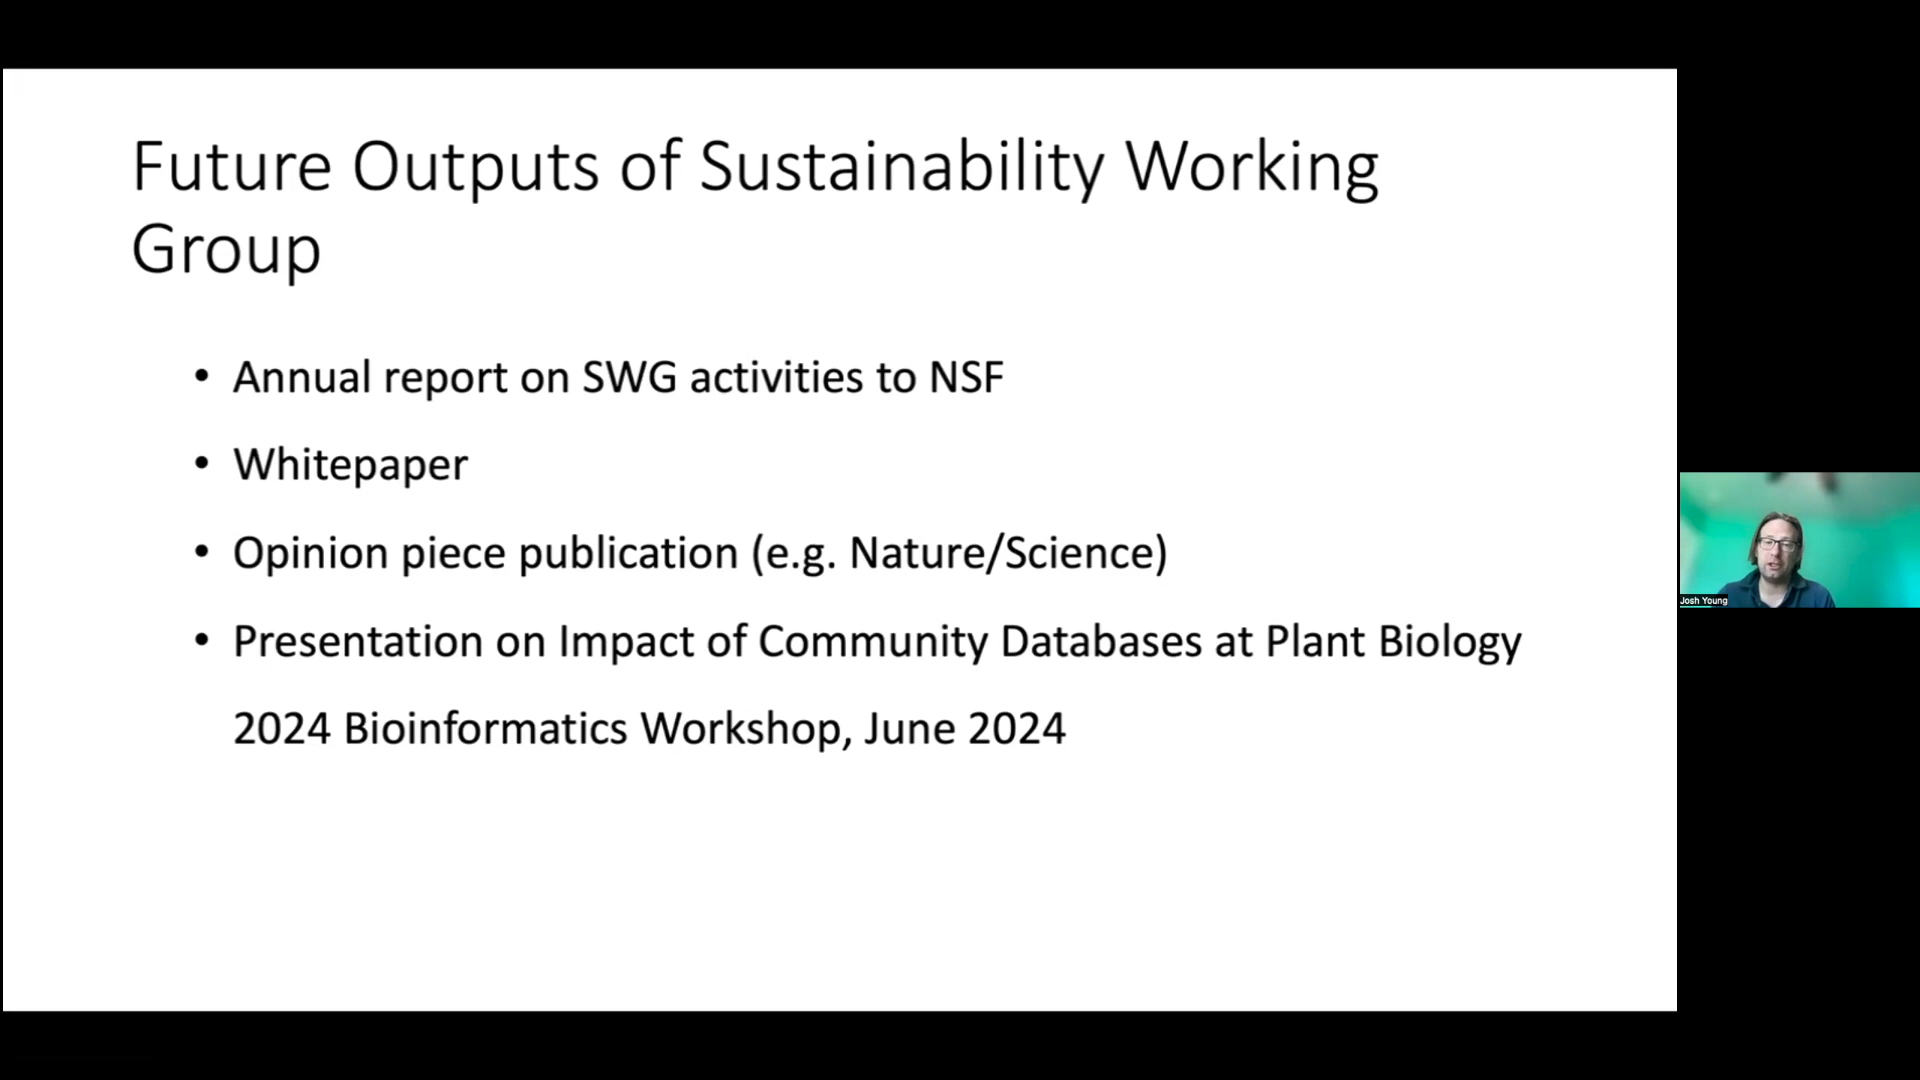 Future Outputs of Sustainability Working
Group
• Annual report on SWG activities to NSF
• Whitepaper
• Opinion piece publication (e.g. Nature/Science)
• Presentation on Impact of Community Databases at Plant Biology
2024 Bioinformatics Workshop, June 2024
Josh Young